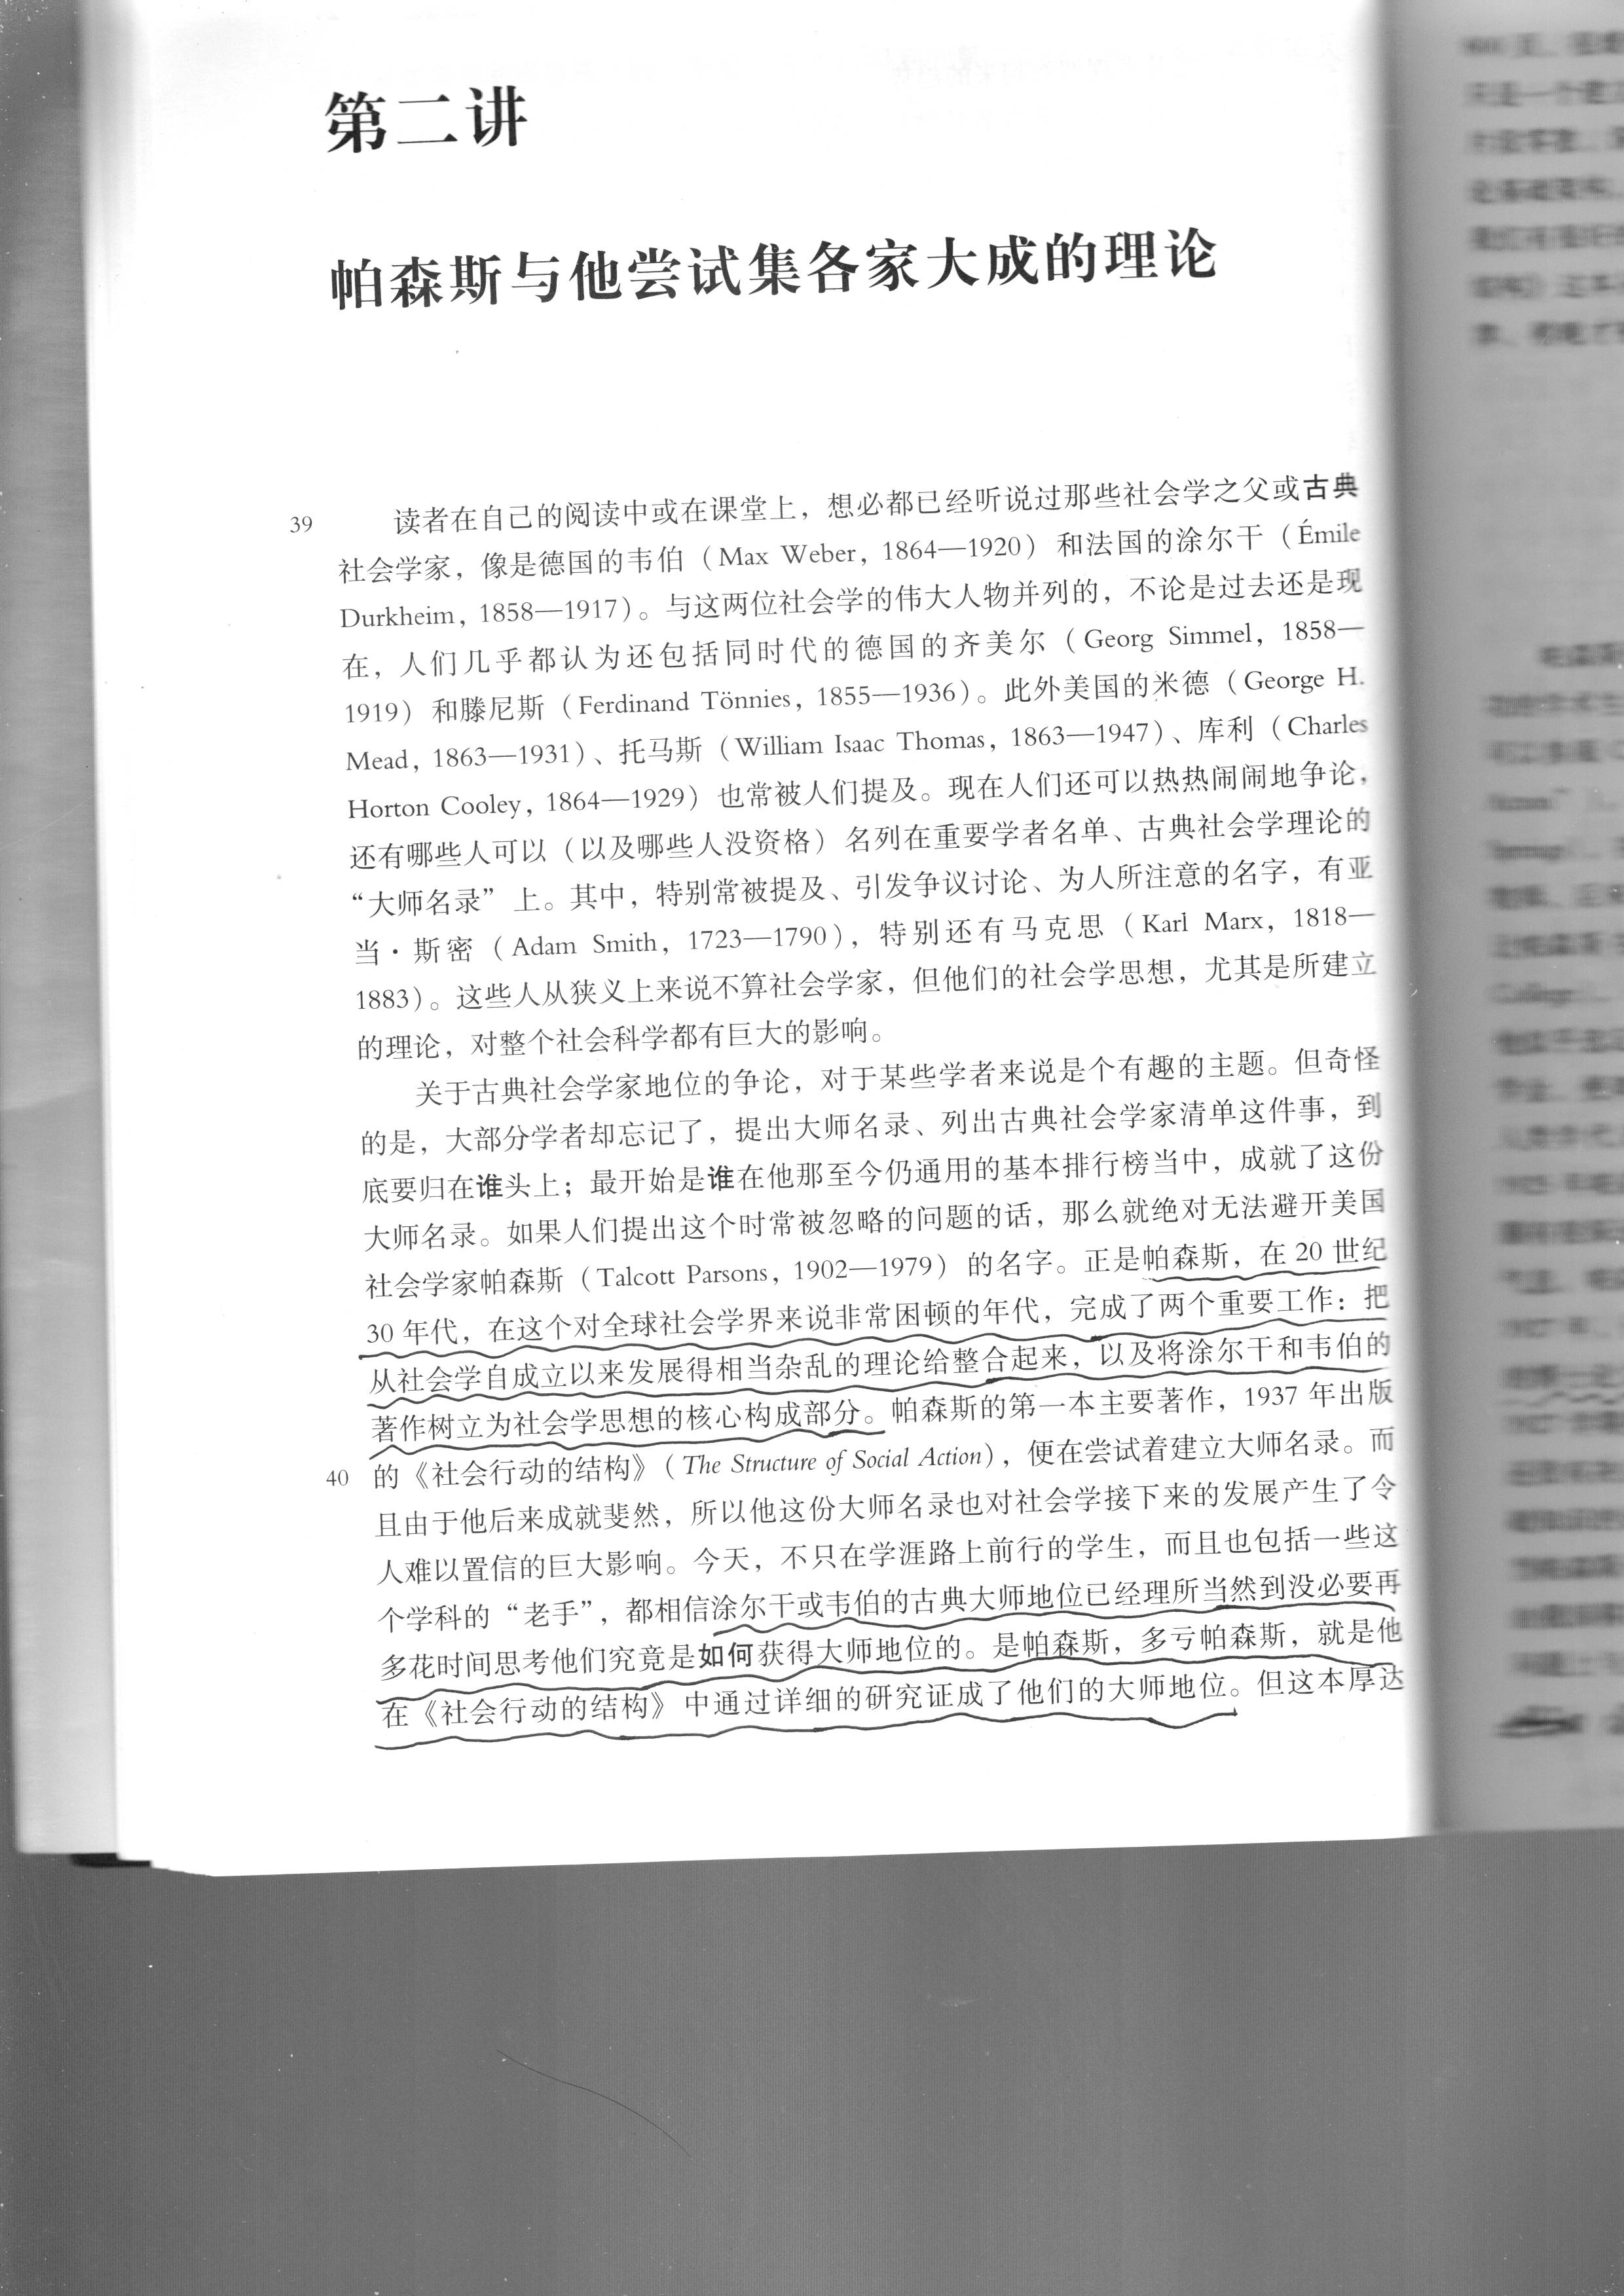 第二讲
帕森斯与他尝试集各家大成的理论
39 读者在自己的阅读中或在课堂上，想必都已经听说过那些社会学之父或古典
社会学家，像是德国的韦伯（Max Weber，1864—1920）和法国的涂尔干（Émile
Durkheim，1858—1917）。与这两位社会学的伟大人物并列的，不论是过去还是现
在，人们几乎都认为还包括同时代的德国的齐美尔（Georg Simmel，1858—
1919）和滕尼斯（Ferdinand Tönnies，1855—1936）。此外美国的米德（George H.
Mead，1863—1931）、托马斯（William Isaac Thomas，1863—1947）、库利（Charles
Horton Cooley，1864—1929）也常被人们提及。现在人们还可以热热闹闹地争论，
还有哪些人可以（以及哪些人没资格）名列在重要学者名单、古典社会学理论的
“大师名录”上。其中，特别常被提及、引发争议讨论、为人所注意的名字，有亚
当·斯密（Adam Smith，1723—1790），特别还有马克思（Karl Marx，1818—
1883）。这些人从狭义上来说不算社会学家，但他们的社会学思想，尤其是所建立
的理论，对整个社会科学都有巨大的影响。
关于古典社会学家地位的争论，对于某些学者来说是个有趣的主题。但奇怪
的是，大部分学者却忘记了，提出大师名录、列出古典社会学家清单这件事，到
底要归在谁头上；最开始是谁在他那至今仍通用的基本排行榜当中，成就了这份
大师名录。如果人们提出这个时常被忽略的问题的话，那么就绝对无法避开美国
社会学家帕森斯（Talcott Parsons，1902—1979）的名字。正是帕森斯，在 20 世纪
30 年代，在这个对全球社会学界来说非常困顿的年代，完成了两个重要工作：把
从社会学自成立以来发展得相当杂乱的理论给整合起来，以及将涂尔干和韦伯的
著作树立为社会学思想的核心构成部分。帕森斯的第一本主要著作，1937 年出版
40 的《社会行动的结构》（The Structure of Social Action），便在尝试着建立大师名录。而
且由于他后来成就斐然，所以他这份大师名录也对社会学接下来的发展产生了令
人难以置信的巨大影响。今天，不只在学涯路上前行的学生，而且也包括一些这
个学科的“老手”，都相信涂尔干或韦伯的古典大师地位已经理所当然到没必要再
多花时间思考他们究竟是如何获得大师地位的。是帕森斯，多亏帕森斯，就是他
在《社会行动的结构》中通过详细的研究证成了他们的大师地位。但这本厚达